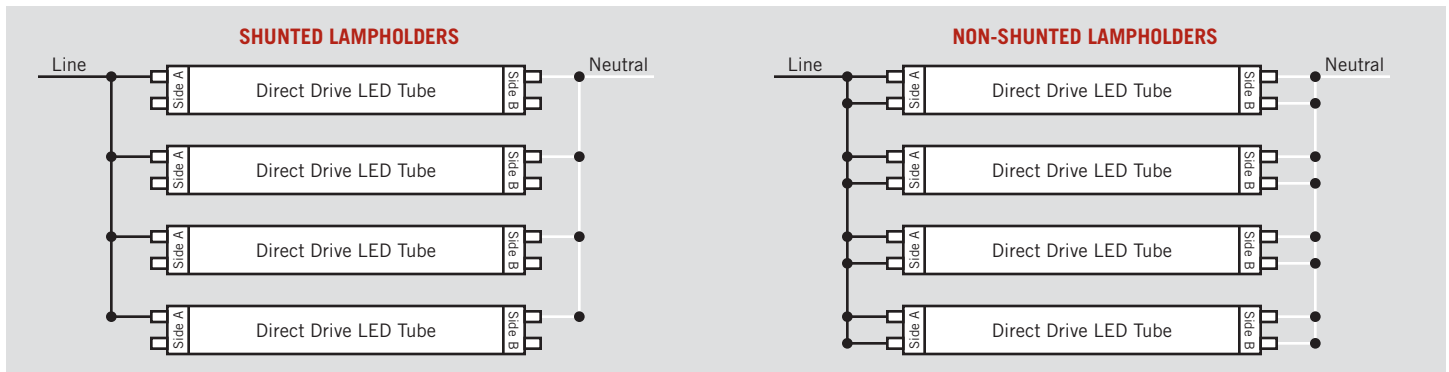 SHUNTED LAMPHOLDERS
Line
Neutral
Side A
Direct Drive LED Tube
Side B
Side A
Direct Drive LED Tube
Side B
Side A
Direct Drive LED Tube
Side B
Side A
Direct Drive LED Tube
Side B
NON-SHUNTED LAMPHOLDERS
Line
Neutral
Side A
Direct Drive LED Tube
Side B
Side A
Direct Drive LED Tube
Side B
Side A
Direct Drive LED Tube
Side B
Side A
Direct Drive LED Tube
Side B